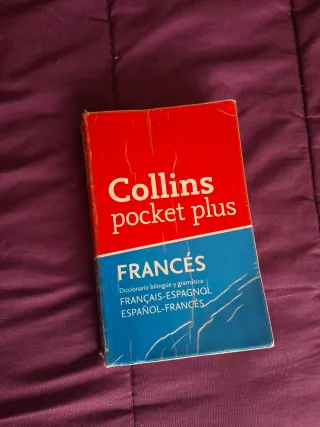 Collins
pocket plus
FRANCÉS
Diccionario bilingüe y gramática
FRANÇAIS-ESPAGNOL
ESPAÑOL-FRANCÉS